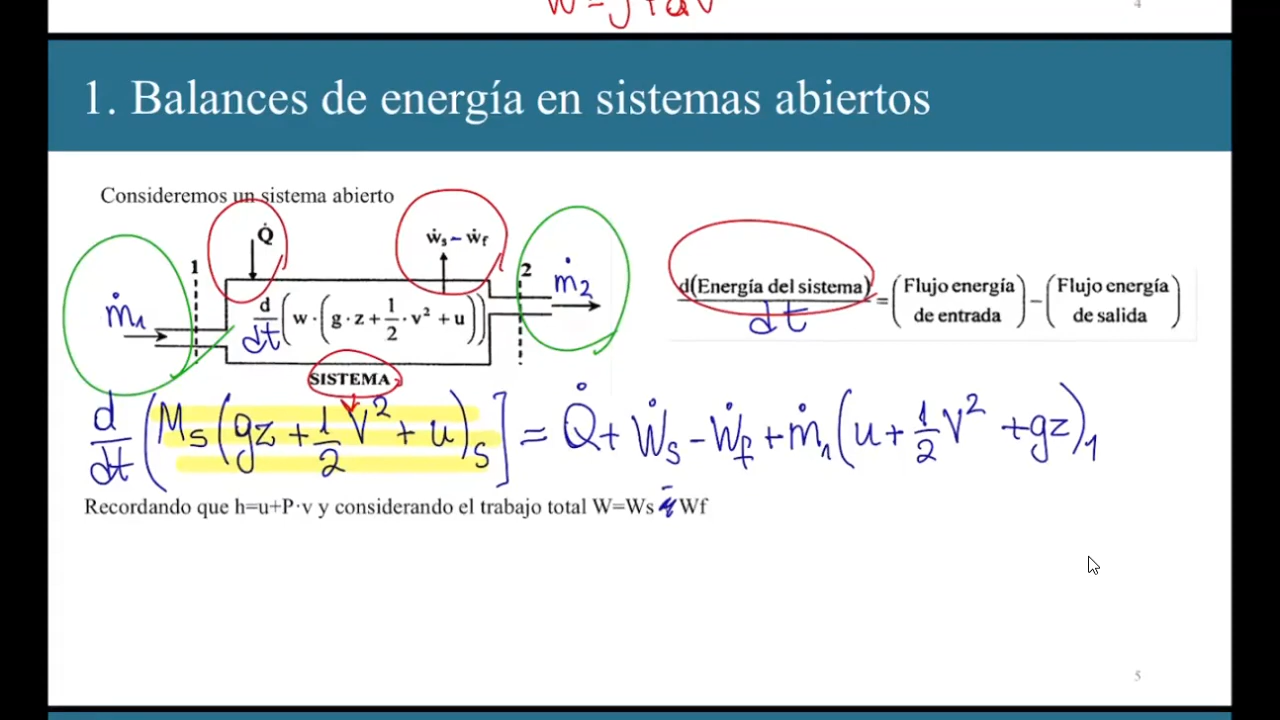 W = g + Q V
4
1. Balances de energía en sistemas abiertos
Consideremos un sistema abierto
Q̇
Ẇs – Ẇf
1
2
ṁ1
ṁ2
d/dt (w · (g · z + 1/2 · v² + u))
SISTEMA
d(Energía del sistema)/dt = (Flujo energía de entrada) − (Flujo energía de salida)
d/dt (Ms (gz + 1/2 V² + u)s ] = Q̇ + Ẇs − Ẇf + ṁ1 (u + 1/2 V² + gz)1
Recordando que h=u+P·v y considerando el trabajo total W=Ws - Wf
5